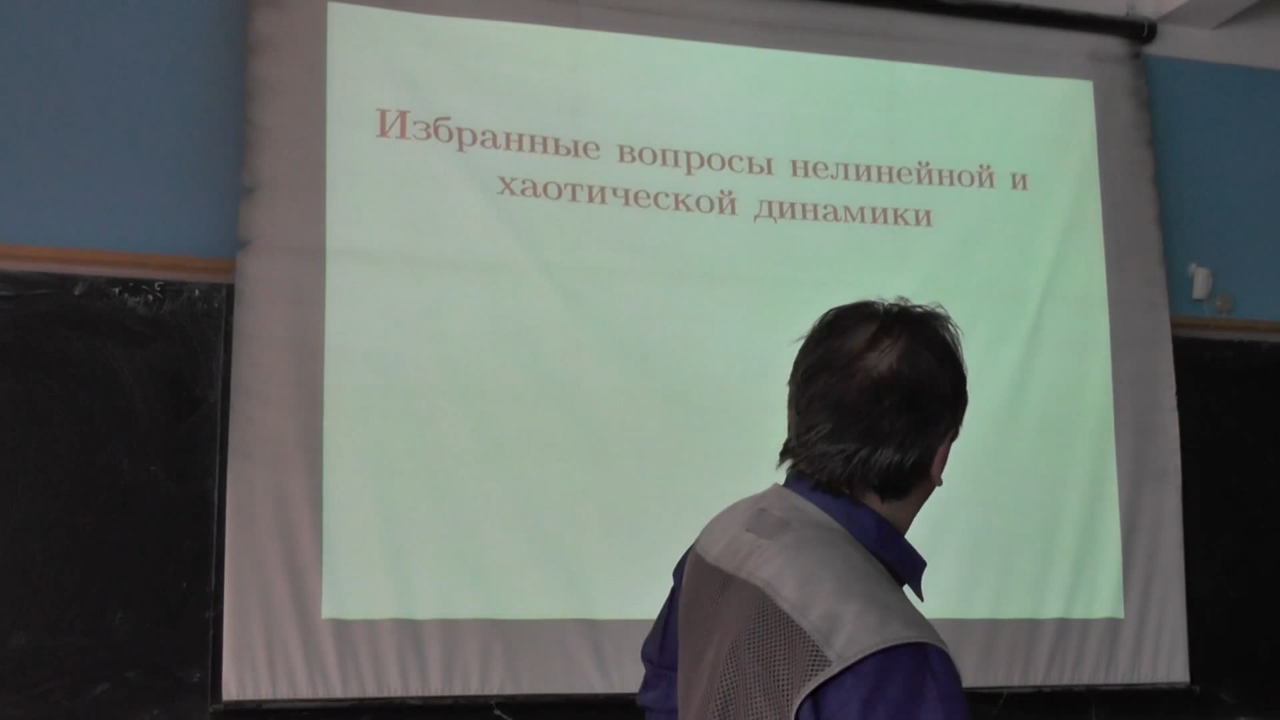 Избранные вопросы нелинейной и
хаотической динамики